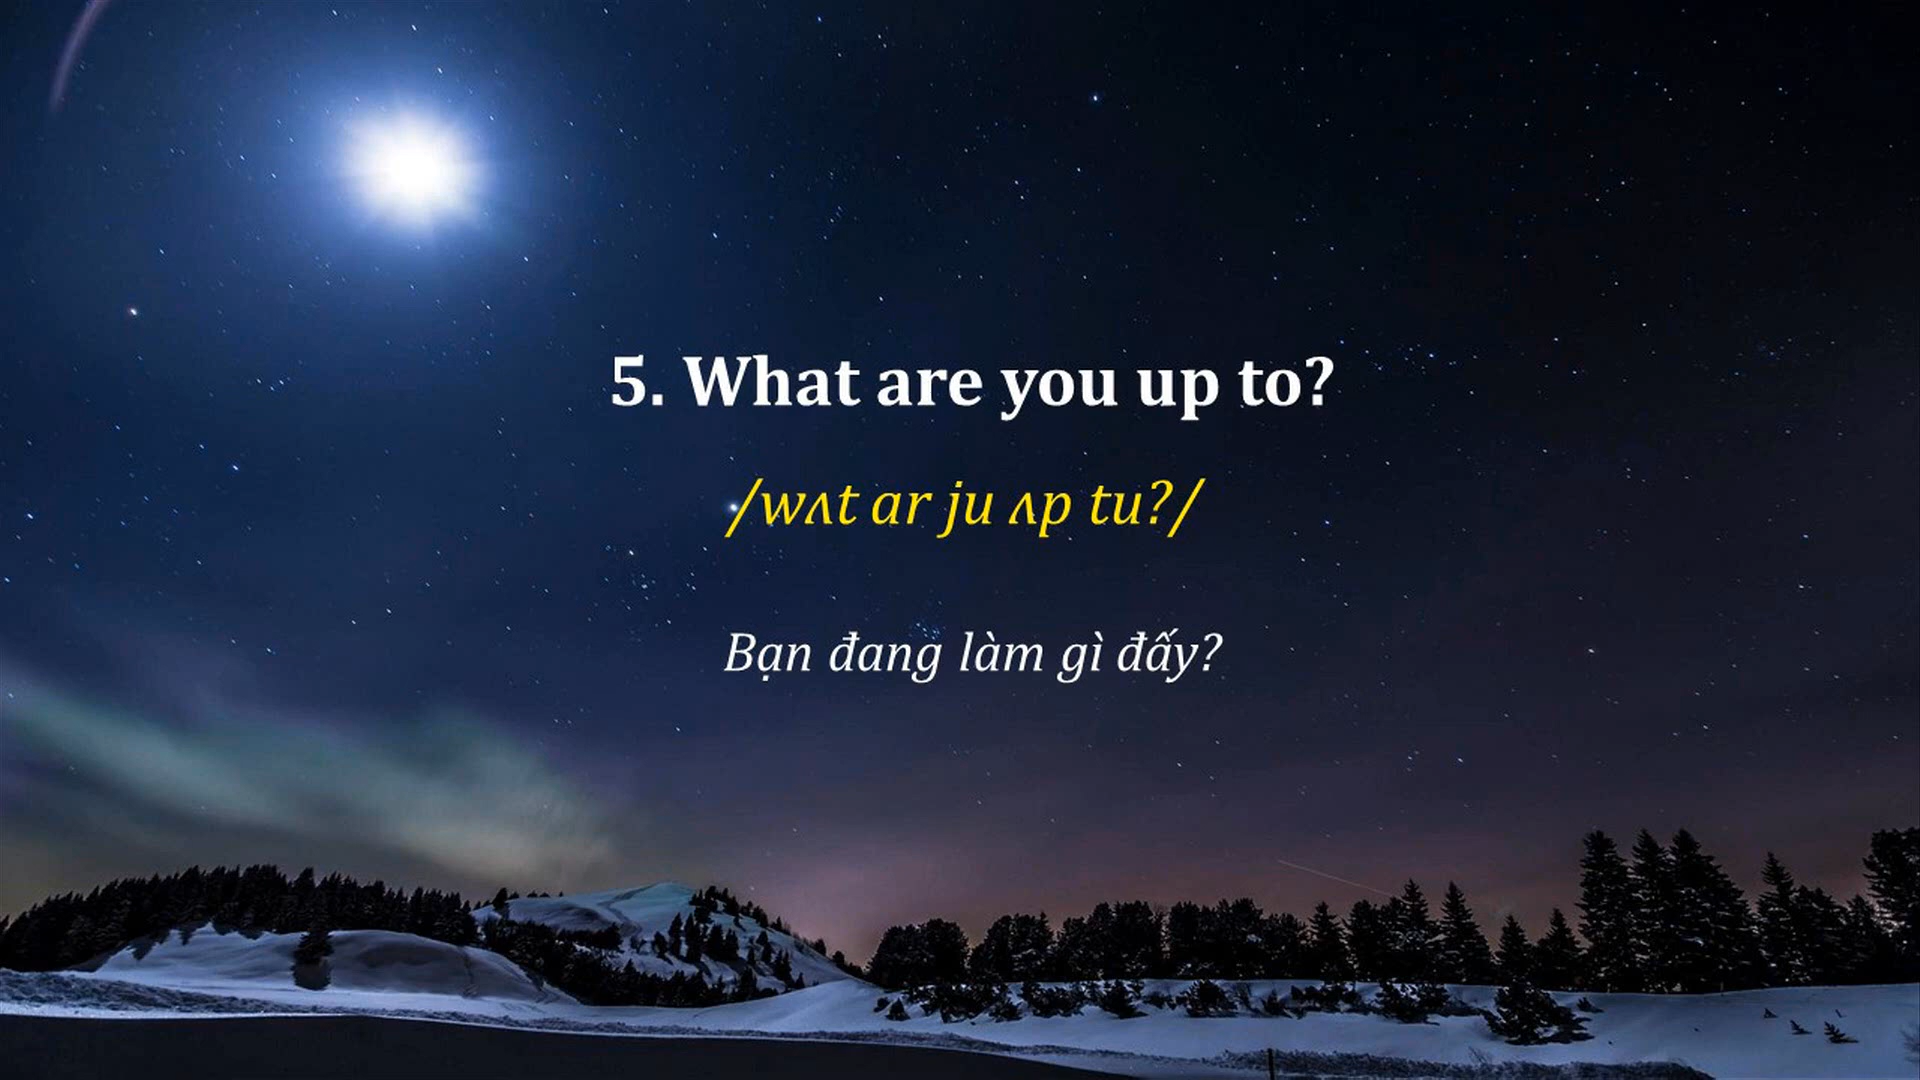 5. What are you up to?
/wʌt ar ju ʌp tu?/
Bạn đang làm gì đấy?